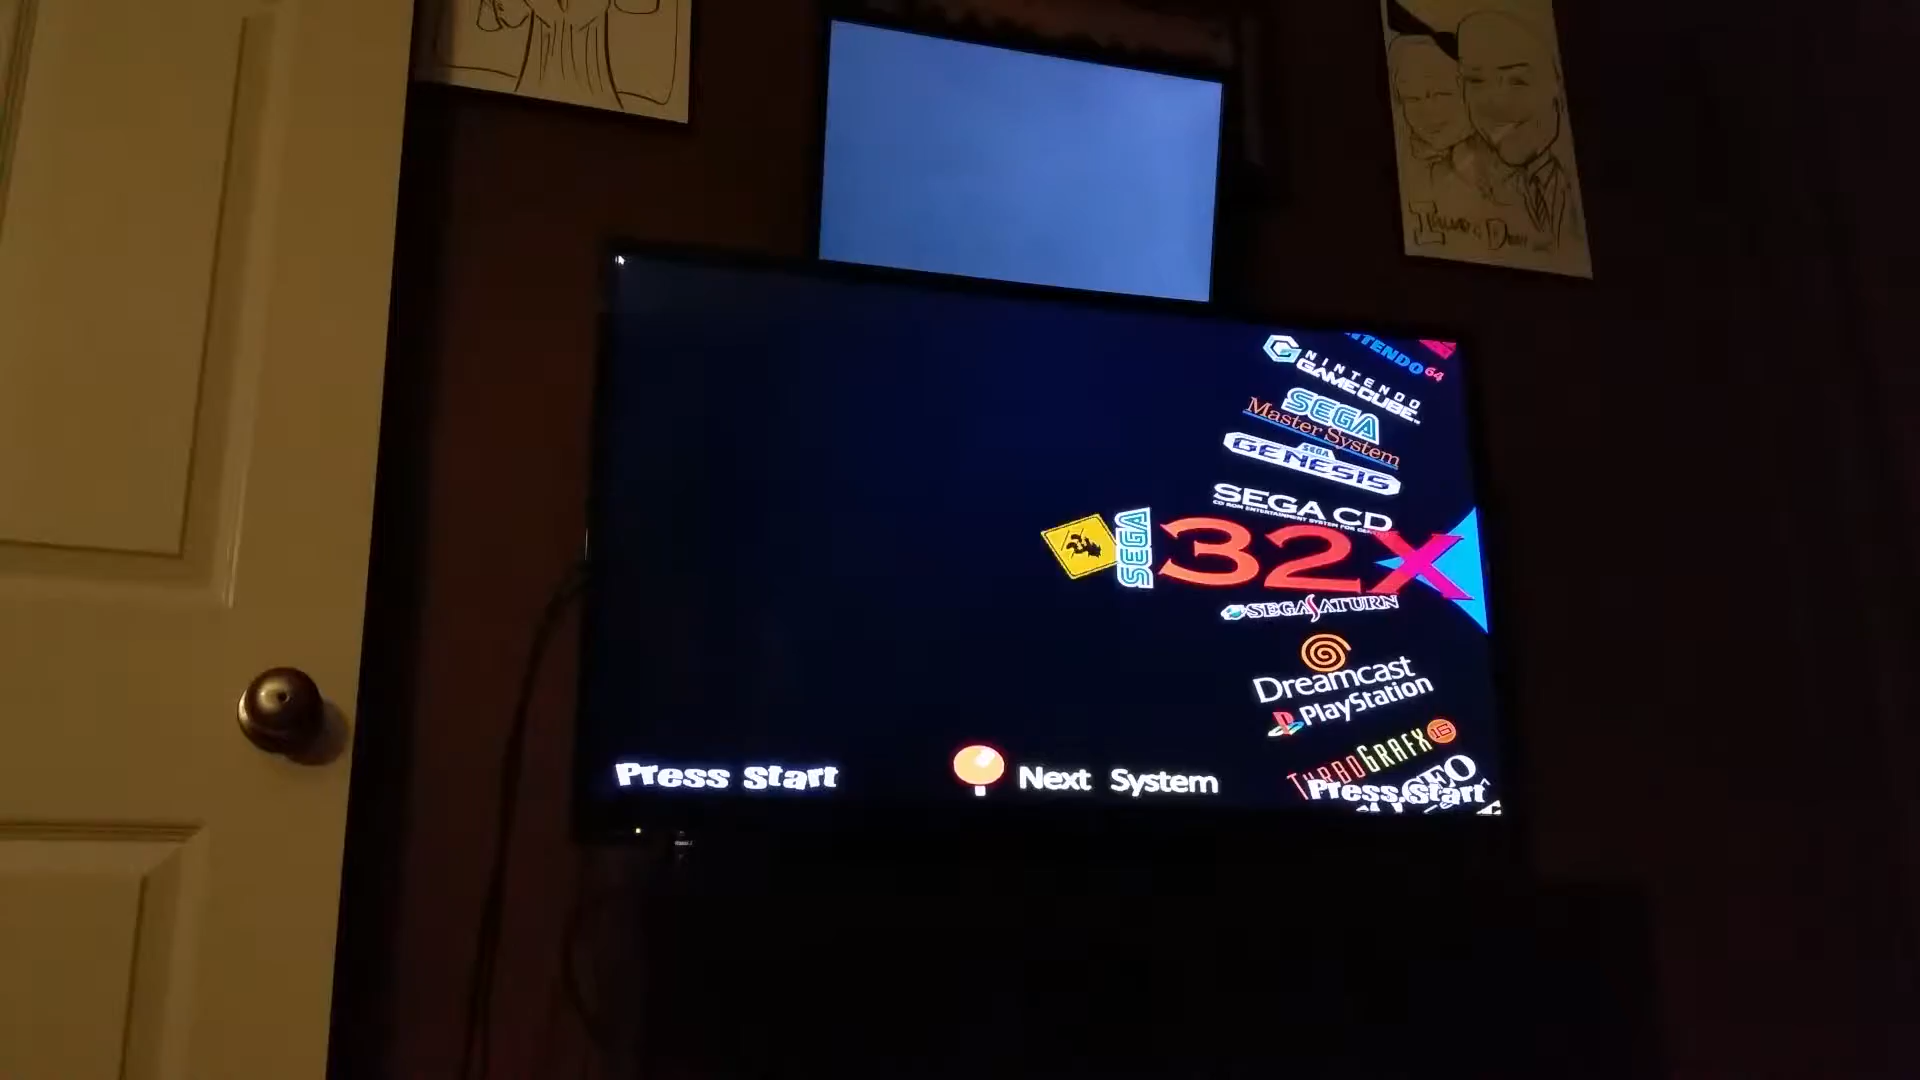 NINTENDO 64
NINTENDO
GAMECUBE
SEGA
Master System
SEGA
GENESIS
SEGA CD
SEGA 32X
SEGA SATURN
Dreamcast
PlayStation
TURBOGRAFX 16
Press Start
Next System
Press Start